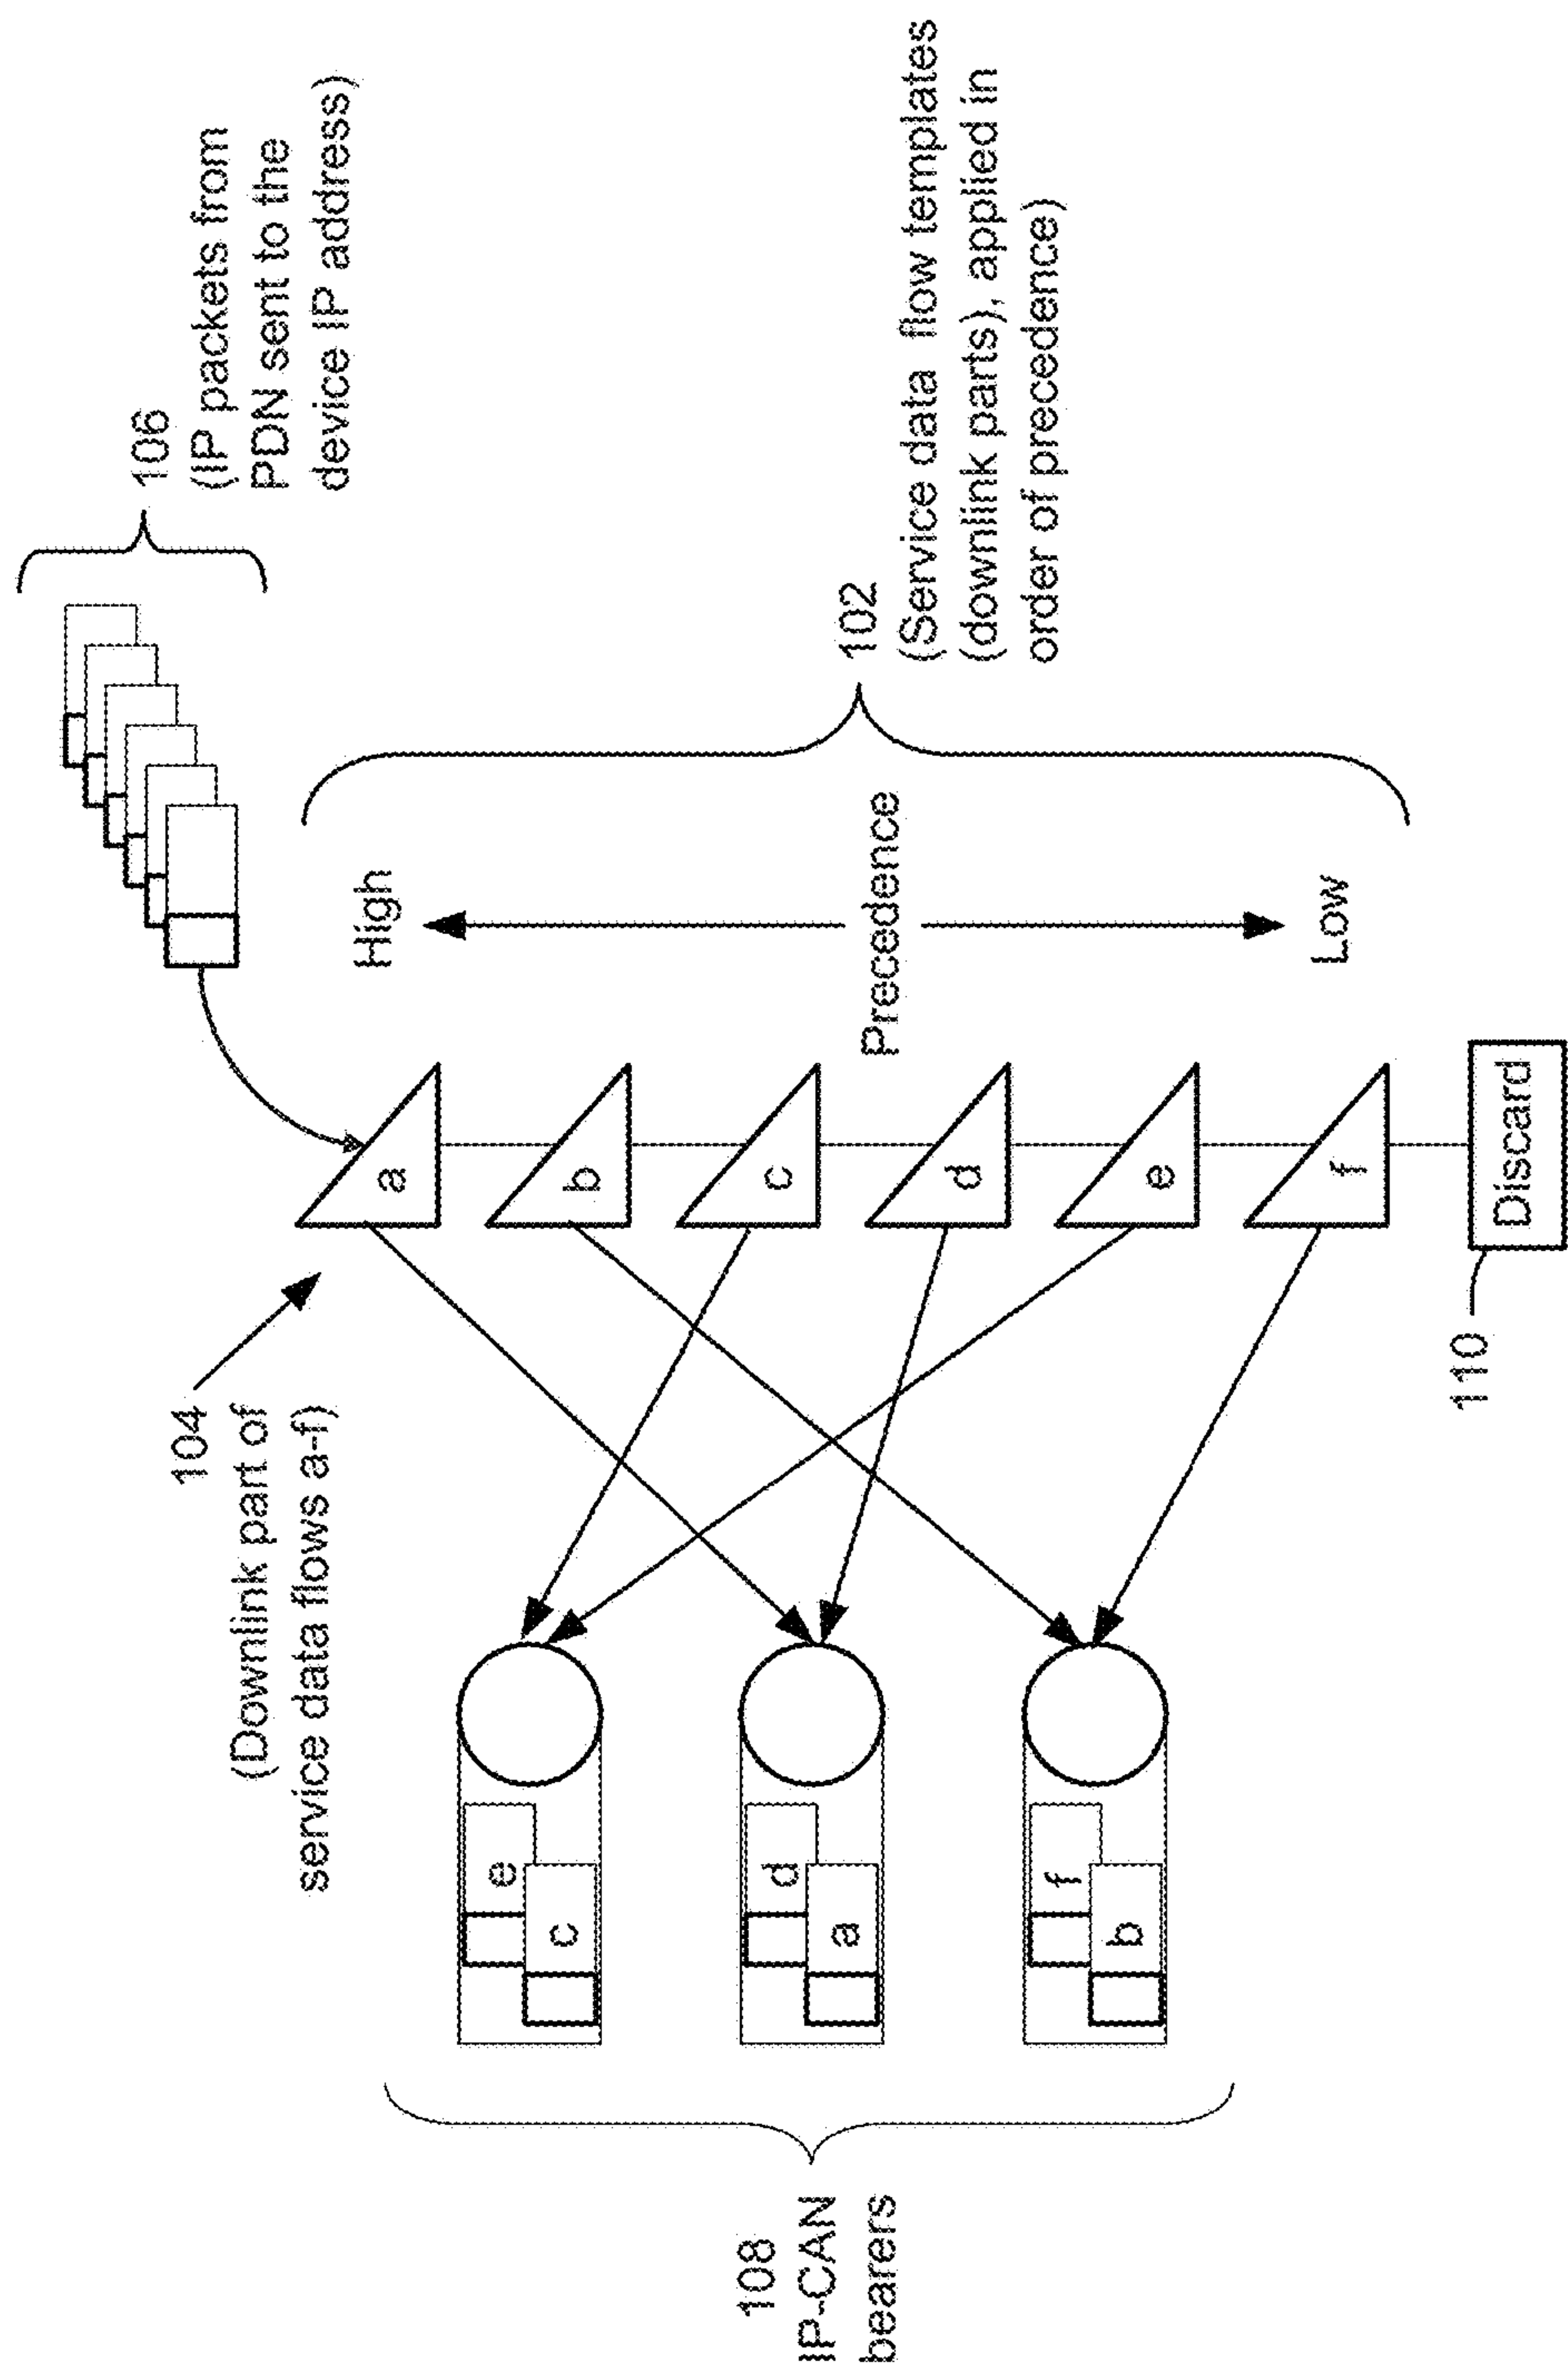 106
(IP packets from
PDN sent to the
device IP address)
104
(Downlink part of
service data flows a-f)
High
Precedence
Low
102
(Service data flow templates
(downlink parts), applied in
order of precedence)
a
b
c
d
e
f
e
c
d
a
f
b
108
IP-CAN
bearers
110
Discard